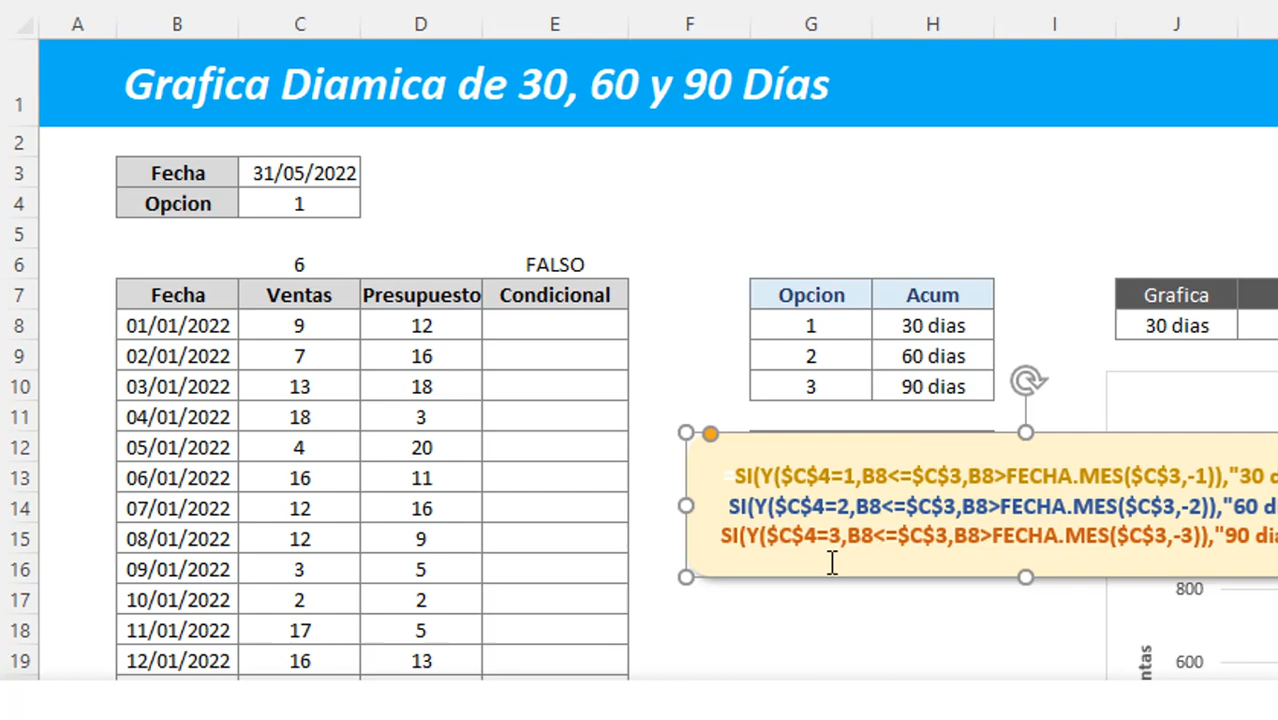 A B C D E F G H I J
1 Grafica Diamica de 30, 60 y 90 Días
2
3 Fecha 31/05/2022
4 Opcion 1
5
6 6 FALSO
7 Fecha Ventas Presupuesto Condicional Opcion Acum Grafica
8 01/01/2022 9 12 1 30 dias 30 dias
9 02/01/2022 7 16 2 60 dias
10 03/01/2022 13 18 3 90 dias
11 04/01/2022 18 3
12 05/01/2022 4 20
13 06/01/2022 16 11 =SI(Y($C$4=1,B8<=$C$3,B8>FECHA.MES($C$3,-1)),"30 d
14 07/01/2022 12 16 SI(Y($C$4=2,B8<=$C$3,B8>FECHA.MES($C$3,-2)),"60 d
15 08/01/2022 12 9 SI(Y($C$4=3,B8<=$C$3,B8>FECHA.MES($C$3,-3)),"90 dia
16 09/01/2022 3 5
17 10/01/2022 2 2 800
18 11/01/2022 17 5
19 12/01/2022 16 13 ntas 600